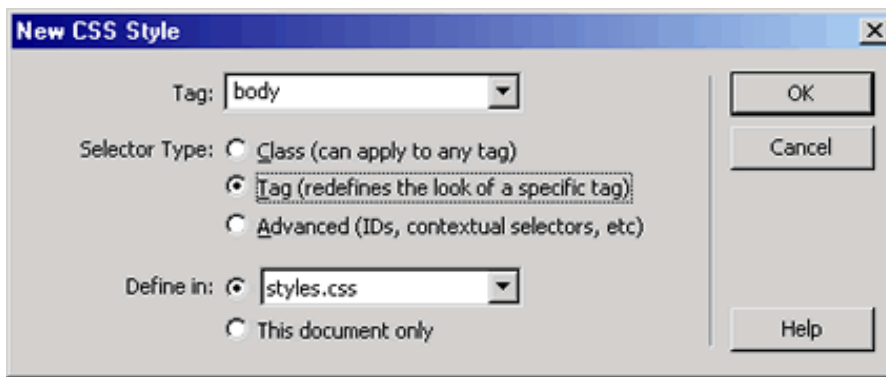 New CSS Style
Tag: body
OK
Selector Type: Class (can apply to any tag)
Cancel
Tag (redefines the look of a specific tag)
Advanced (IDs, contextual selectors, etc)
Define in: styles.css
This document only
Help